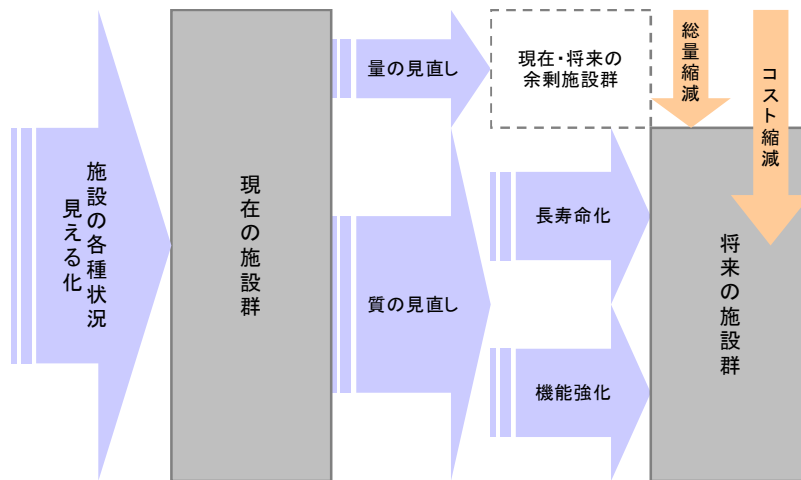 施設の各種状況
見える化
現在の施設群
量の見直し
現在・将来の
余剰施設群
総量縮減
コスト縮減
質の見直し
長寿命化
機能強化
将来の施設群